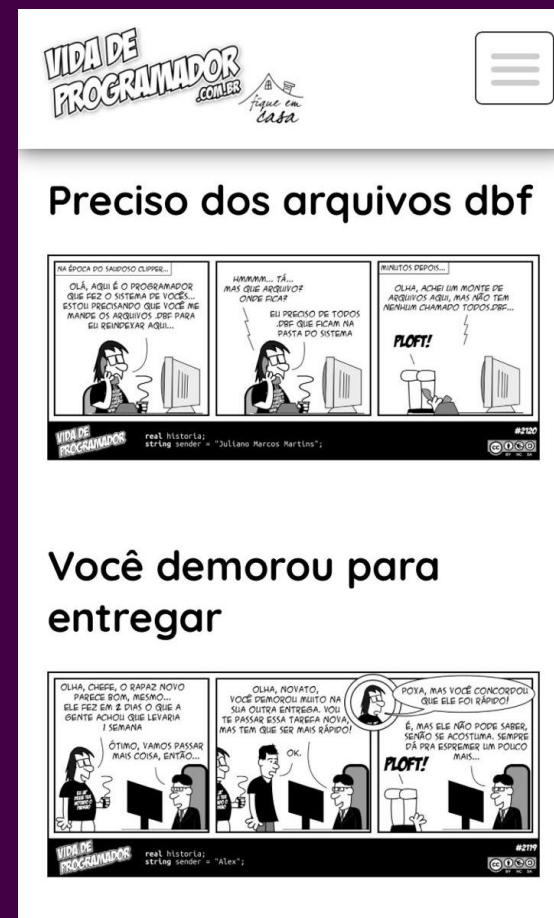 VIDA DE
PROGRAMADOR
.COM.BR
fique em
casa
Preciso dos arquivos dbf
NA ÉPOCA DO SAUDOSO CLIPPER...
OLÁ, AQUI É O PROGRAMADOR
QUE FEZ O SISTEMA DE VOCÊS...
ESTOU PRECISANDO QUE VOCÊ ME
MANDE OS ARQUIVOS .DBF PARA
EU REINDEXAR AQUI...
HMMMM... TÁ...
MAS QUE ARQUIVO?
ONDE FICA?
EU PRECISO DE TODOS
.DBF QUE FICAM NA
PASTA DO SISTEMA
MINUTOS DEPOIS...
OLHA, ACHEI UM MONTE DE
ARQUIVOS AQUI, MAS NÃO TEM
NENHUM CHAMADO TODOS.DBF...
PLOFT!
VIDA DE
PROGRAMADOR
real historia;
string sender = "Juliano Marcos Martins";
#2120
CC
BY NC SA
Você demorou para
entregar
OLHA, CHEFE, O RAPAZ NOVO
PARECE BOM, MESMO...
ELE FEZ EM 2 DIAS O QUE A
GENTE ACHOU QUE LEVARIA
1 SEMANA
ÓTIMO, VAMOS PASSAR
MAIS COISA, ENTÃO...
OLHA, NOVATO,
VOCÊ DEMOROU MUITO NA
SUA OUTRA ENTREGA. VOU
TE PASSAR ESSA TAREFA NOVA,
MAS TEM QUE SER MAIS RÁPIDO!
OK.
POXA, MAS VOCÊ CONCORDOU
QUE ELE FOI RÁPIDO!
É, MAS ELE NÃO PODE SABER,
SENÃO SE ACOSTUMA. SEMPRE
DÁ PRA ESPREMER UM POUCO
MAIS...
PLOFT!
VIDA DE
PROGRAMADOR
real historia;
string sender = "Alex";
#2119
CC
BY NC SA